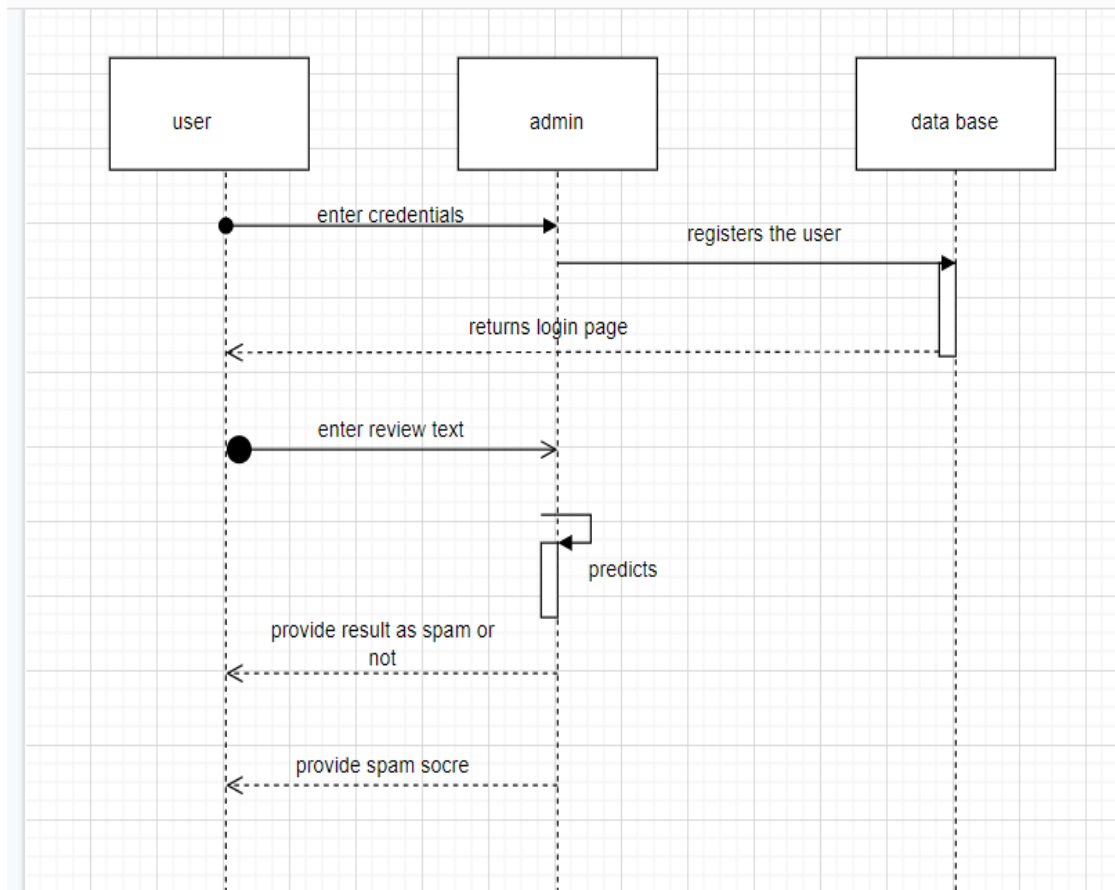 user
admin
data base
enter credentials
registers the user
returns login page
enter review text
predicts
provide result as spam or
not
provide spam socre